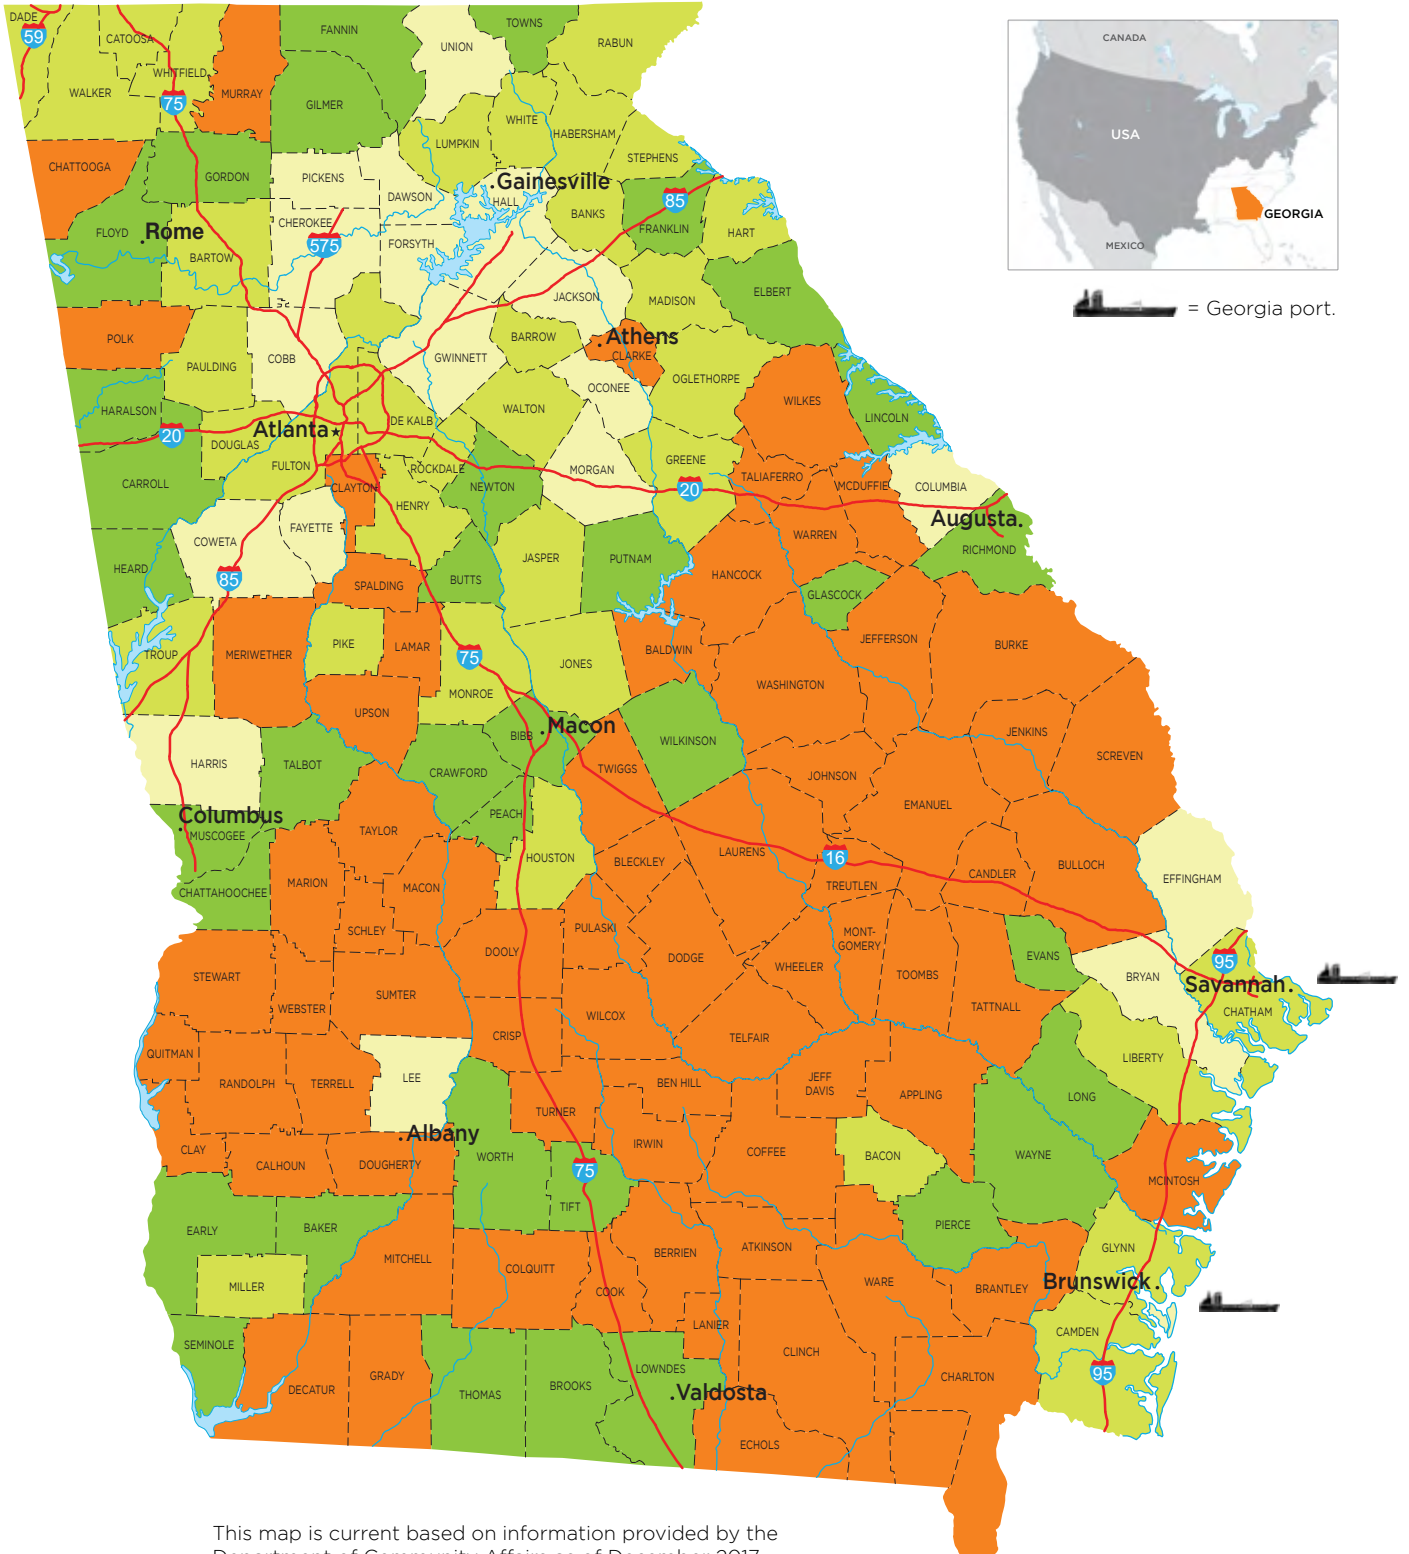 DADE
59
CATOOSA
WHITFIELD
WALKER
75
MURRAY
FANNIN
GILMER
UNION
TOWNS
RABUN
WHITE
HABERSHAM
LUMPKIN
STEPHENS
CHATTOOGA
GORDON
PICKENS
DAWSON
Gainesville
HALL
BANKS
85
FRANKLIN
HART
FLOYD
Rome
CHEROKEE
575
FORSYTH
BARTOW
JACKSON
MADISON
ELBERT
POLK
PAULDING
COBB
GWINNETT
BARROW
Athens
CLARKE
OCONEE
OGLETHORPE
WILKES
LINCOLN
HARALSON
20
DOUGLAS
Atlanta
DE KALB
WALTON
FULTON
ROCKDALE
CARROLL
CLAYTON
HENRY
NEWTON
MORGAN
GREENE
20
TALIAFERRO
MCDUFFIE
COLUMBIA
Augusta
RICHMOND
WARREN
COWETA
FAYETTE
HEARD
85
SPALDING
BUTTS
JASPER
PUTNAM
HANCOCK
GLASCOCK
JEFFERSON
BURKE
TROUP
MERIWETHER
PIKE
LAMAR
75
MONROE
JONES
BALDWIN
WASHINGTON
UPSON
BIBB
Macon
WILKINSON
JENKINS
SCREVEN
HARRIS
TALBOT
CRAWFORD
TWIGGS
JOHNSON
EMANUEL
Columbus
MUSCOGEE
PEACH
TAYLOR
HOUSTON
BLECKLEY
LAURENS
16
TREUTLEN
CANDLER
BULLOCH
EFFINGHAM
CHATTAHOOCHEE
MARION
MACON
SCHLEY
DOOLY
PULASKI
DODGE
WHEELER
MONT-
GOMERY
TOOMBS
EVANS
TATTNALL
BRYAN
95
Savannah
CHATHAM
STEWART
WEBSTER
SUMTER
CRISP
WILCOX
TELFAIR
LIBERTY
QUITMAN
RANDOLPH
TERRELL
LEE
TURNER
BEN HILL
JEFF
DAVIS
APPLING
LONG
Albany
CLAY
CALHOUN
DOUGHERTY
WORTH
75
TIFT
IRWIN
COFFEE
BACON
WAYNE
MCINTOSH
EARLY
BAKER
MITCHELL
MILLER
COLQUITT
COOK
BERRIEN
ATKINSON
PIERCE
WARE
BRANTLEY
GLYNN
Brunswick
SEMINOLE
DECATUR
GRADY
THOMAS
BROOKS
LOWNDES
Valdosta
LANIER
CLINCH
ECHOLS
CHARLTON
CAMDEN
95
CANADA
USA
MEXICO
GEORGIA
= Georgia port.
This map is current based on information provided by the
Department of Community Affairs as of December 2017